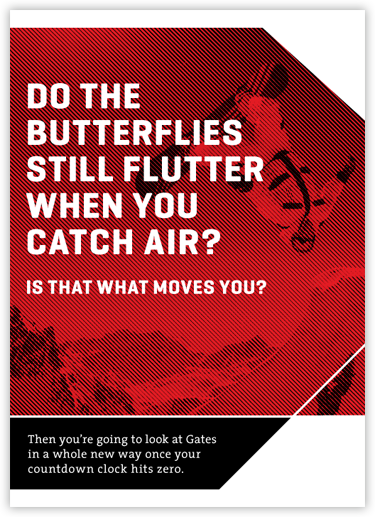 DO THE
BUTTERFLIES
STILL FLUTTER
WHEN YOU
CATCH AIR?
IS THAT WHAT MOVES YOU?
Then you're going to look at Gates
in a whole new way once your
countdown clock hits zero.